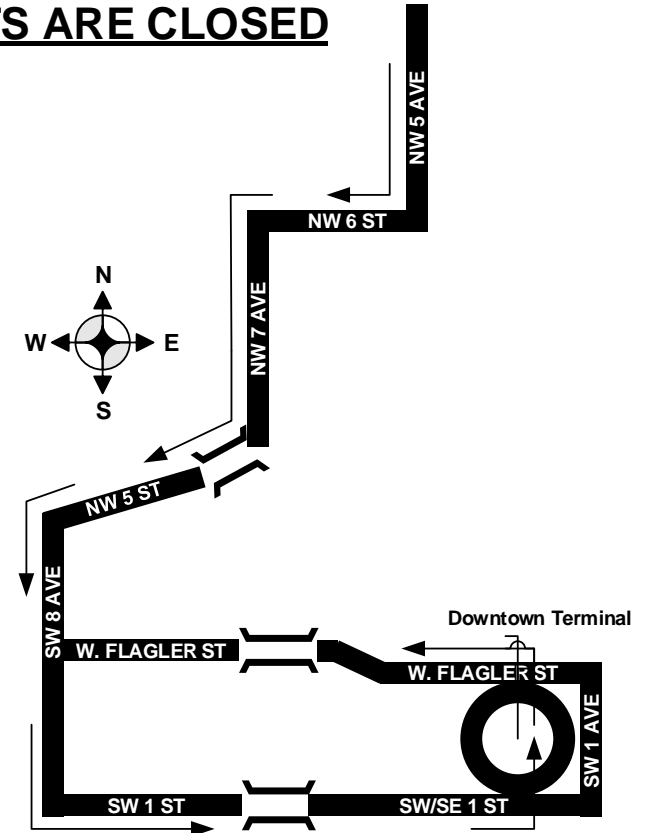 TS ARE CLOSED
NW 5 AVE
NW 6 ST
N
W E
S
NW 7 AVE
NW 5 ST
SW 8 AVE
Downtown Terminal
W. FLAGLER ST
W. FLAGLER ST
SW 1 AVE
SW 1 ST
SW/SE 1 ST